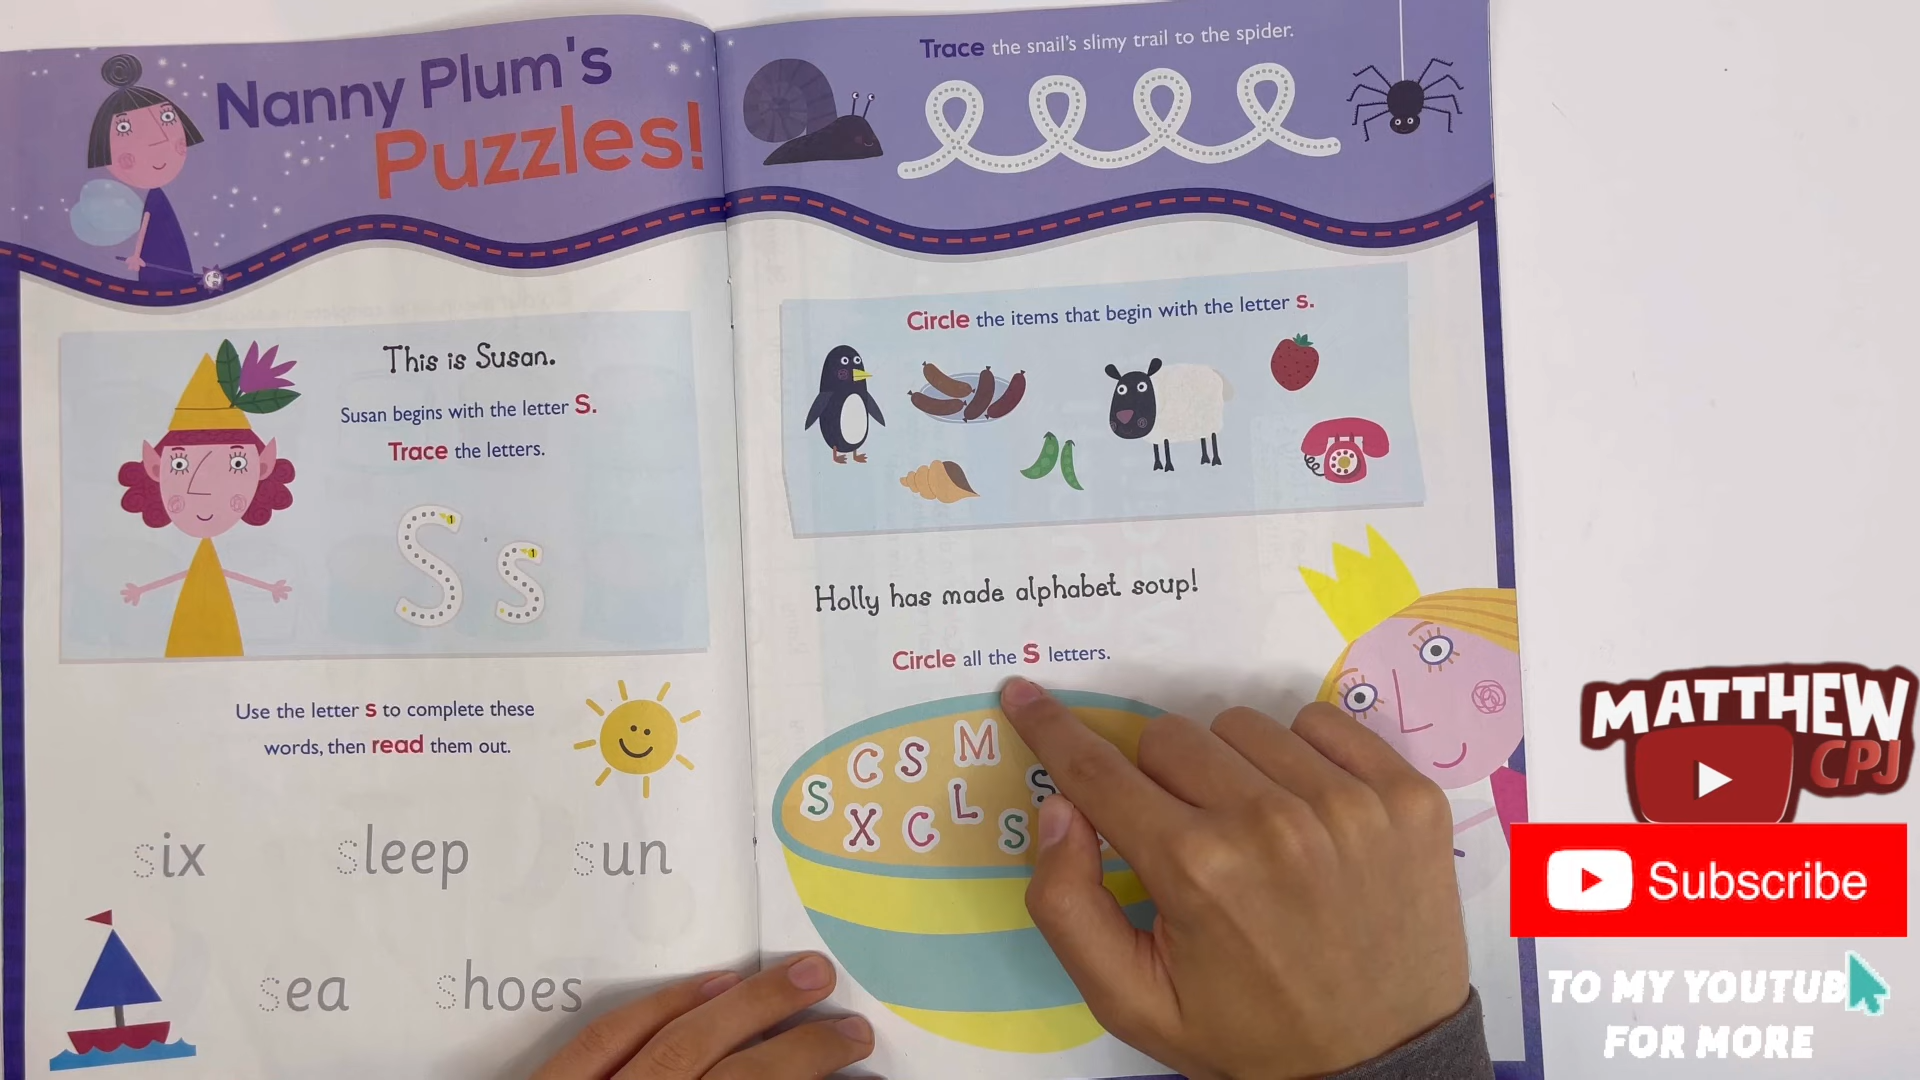 Nanny Plum's
Puzzles!
This is Susan.
Susan begins with the letter S.
Trace the letters.
S s
Use the letter s to complete these
words, then read them out.
six sleep sun
sea shoes
Trace the snail's slimy trail to the spider.
Circle the items that begin with the letter s.
Holly has made alphabet soup!
Circle all the S letters.
S C S M S
X C L S
MATTHEW
CPJ
Subscribe
TO MY YOUTUB
FOR MORE